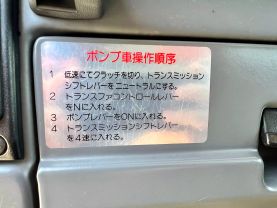 ポンプ車操作順序
1 低速にてクラッチを切り、トランスミッション
シフトレバーをニュートラルにする。
2 トランスファコントロールレバー
をNに入れる。
3 ポンプレバーをONに入れる。
4 トランスミッションシフトレバー
を4速に入れる。